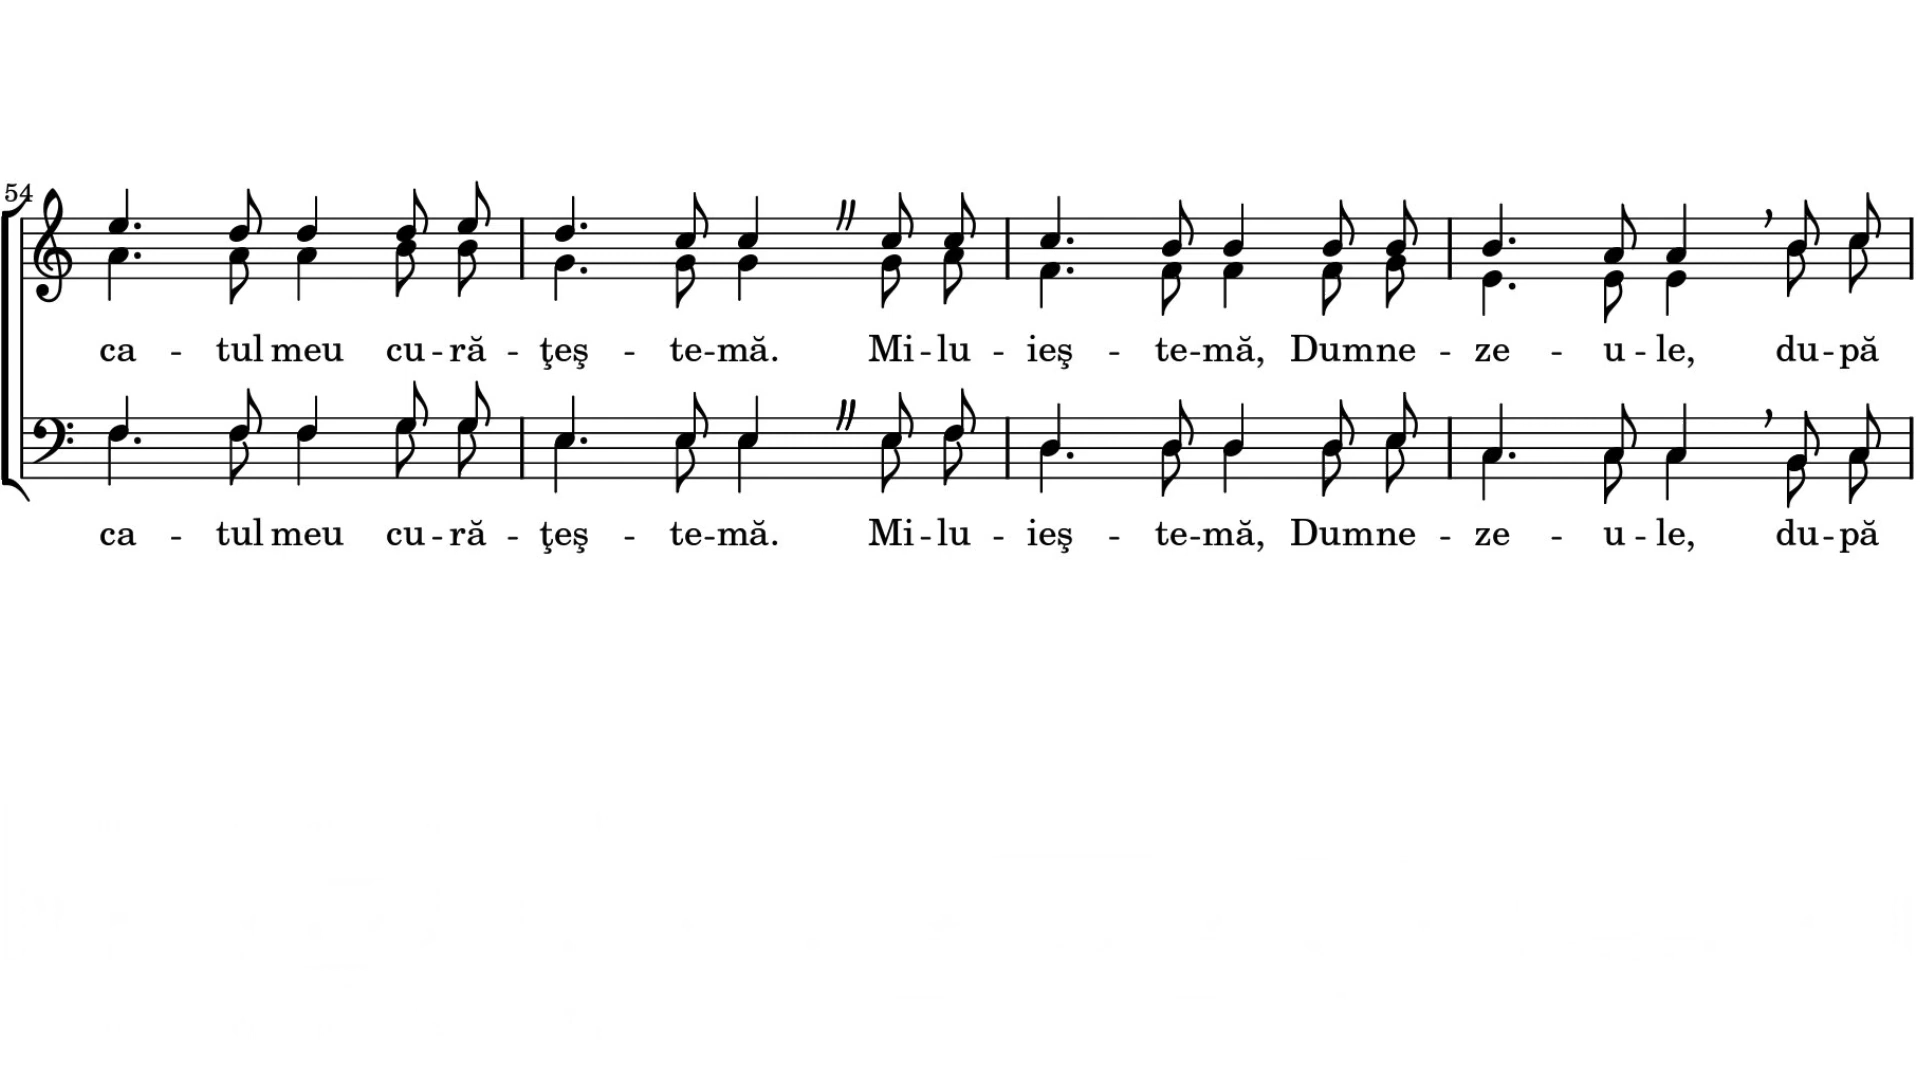 54
ca - tul meu cu - ră - ţeş - te - mă. Mi - lu - ieş - te - mă, Dumne - ze - u - le, du - pă
ca - tul meu cu - ră - ţeş - te - mă. Mi - lu - ieş - te - mă, Dumne - ze - u - le, du - pă